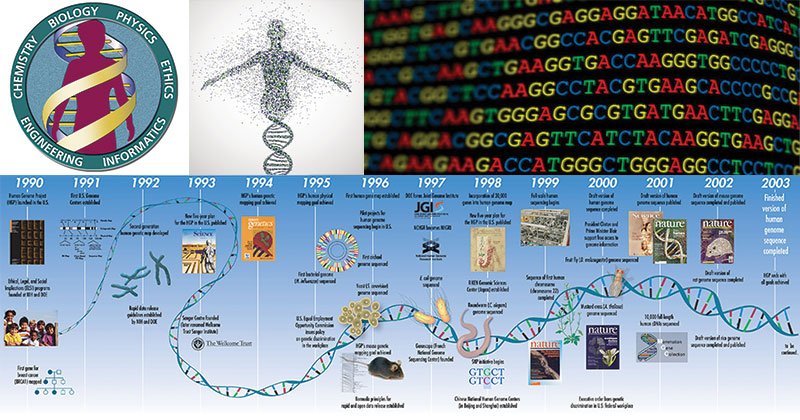 CHEMISTRY BIOLOGY PHYSICS ETHICS
ENGINEERING INFORMATICS
GCGAGGAGGATAACATGG
GTGAACGGCCACGAGTTCGAGATCGAGG
1990
Human Genome Project
(HGP) launched in the U.S.
Ethical, Legal, and Social
Implications (ELSI) programs
founded at NIH and DOE
First gene for
breast cancer
(BRCA1) mapped
1991
First U.S. Genome
Centers established
1992
Second-generation
human genetic map developed
Rapid data release
guidelines established
by NIH and DOE
1993
New five-year plan
for the HGP in the U.S. published
Science
Sanger Centre founded
(later renamed Wellcome
Trust Sanger Institute)
The Wellcome Trust
1994
HGP's human genetic
mapping goal achieved
genetics
1995
HGP's human physical
mapping goal achieved
First bacterial genome
(H. influenzae) sequenced
U.S. Equal Employment
Opportunity Commission
issues policy
on genetic discrimination
in the workplace
1996
First human gene map established
Pilot projects for
human genome
sequencing begin in U.S.
First archaeal genome
sequenced
Yeast (S. cerevisiae) genome
sequenced
HGP's mouse genetic
mapping goal achieved
Bermuda principles for
rapid and open data release established
1997
DOE forms Joint Genome Institute
JGI
NCHGR becomes NHGRI
E. coli genome
sequenced
Genoscope (French
National Genome
Sequencing Center) founded
1998
Incorporation of 30,000
genes into human genome map
New five-year plan
for the HGP in the U.S. published
RIKEN Genomic Sciences
Center (Japan) established
Roundworm (C. elegans) genome
sequenced
SNP initiative begins
GTGCT
GTCCT
Chinese National Human Genome Centers
(in Beijing and Shanghai) established
1999
Full-scale human genome
sequencing begins
Sequence of first human
chromosome
(chromosome 22)
completed
nature
2000
Draft version of human
genome sequence
completed
President Clinton and
Prime Minister Blair
support free access to
genome information
Fruit fly (D. melanogaster) genome sequenced
Mustard cress (A. thaliana) genome
sequenced
nature
Executive order bans genetic
discrimination in U.S. federal workplace
2001
Draft version of human
genome sequence
published
Science
nature
10,000 full-length
human cDNAs sequenced
2002
Draft version of mouse genome
sequence completed and published
nature
Draft version of rat genome
sequence completed
Draft version of rice genome
sequence completed and published
2003
Finished
version of
human
genome
sequence
completed
HGP ends with
all goals achieved
to be
continued...